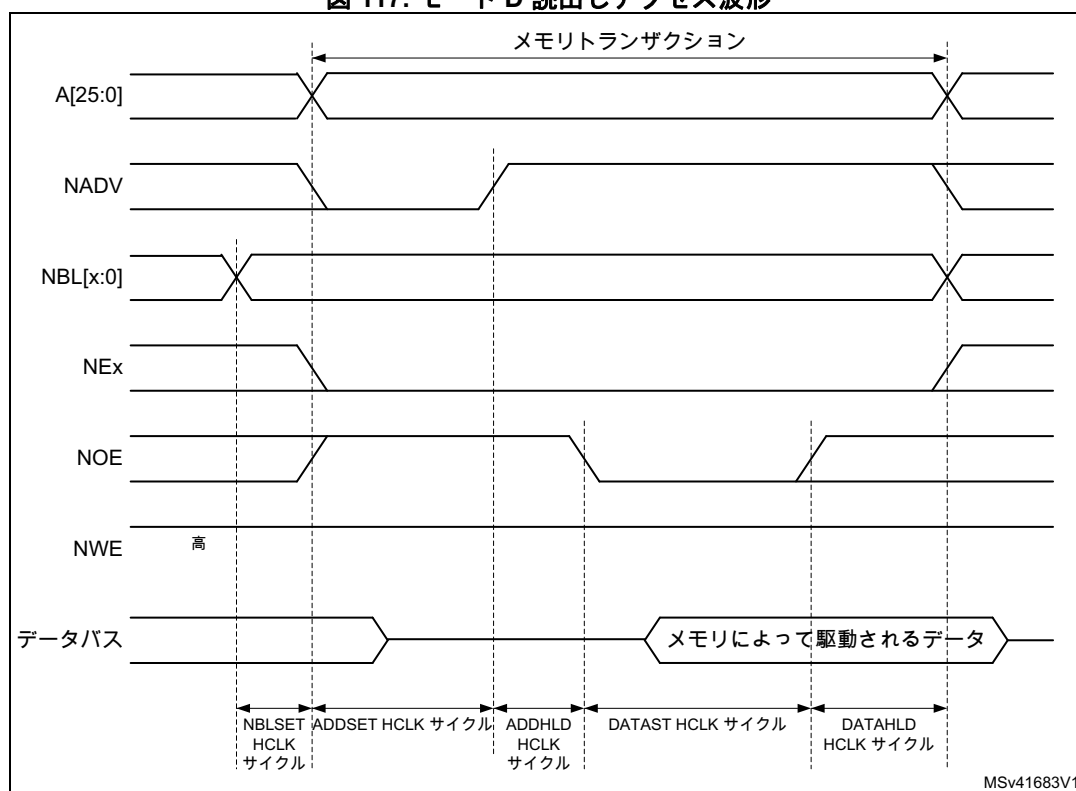 メモリトランザクション
A[25:0]
NADV
NBL[x:0]
NEx
NOE
NWE
高
データバス
メモリによって駆動されるデータ
NBLSET
HCLK
サイクル
ADDSET HCLK サイクル
ADDHLD
HCLK
サイクル
DATAST HCLK サイクル
DATAHLD
HCLK サイクル
MSv41683V1